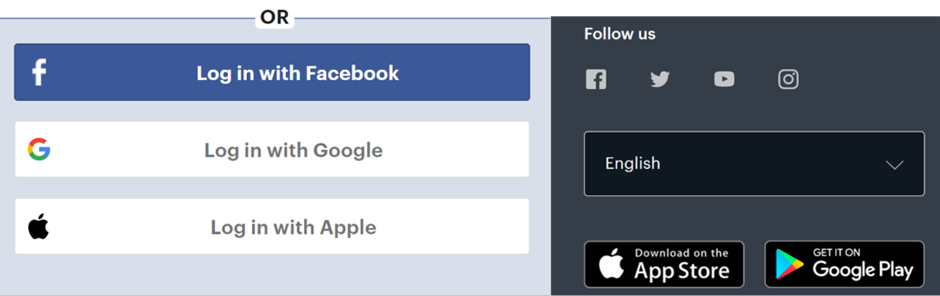 OR
Log in with Facebook
Log in with Google
Log in with Apple
Follow us
English
Download on the
App Store
GET IT ON
Google Play